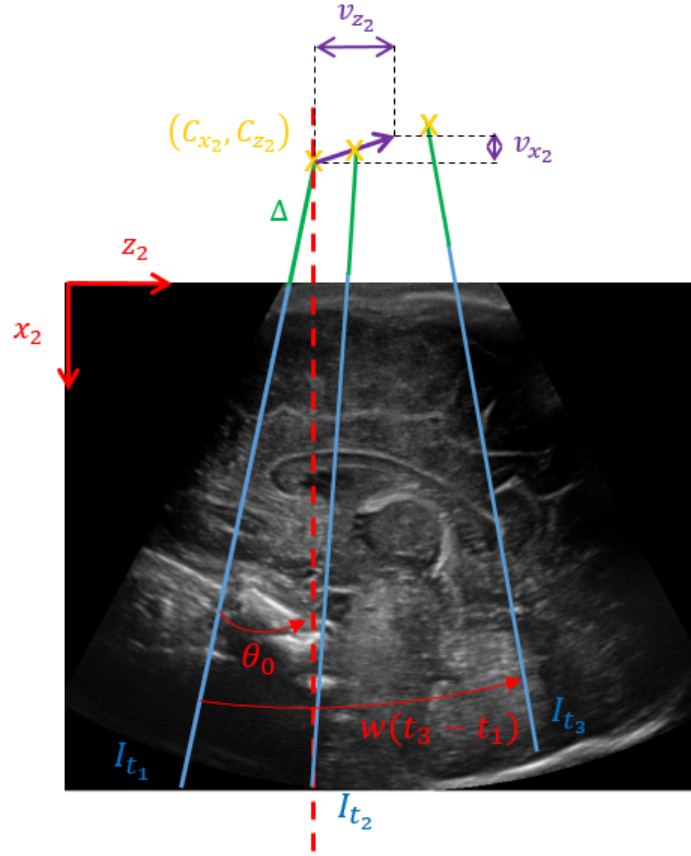 v_{z_2}
(C_{x_2}, C_{z_2})
v_{x_2}
Δ
z_2
x_2
θ_0
w(t_3 − t_1)
I_{t_3}
I_{t_1}
I_{t_2}